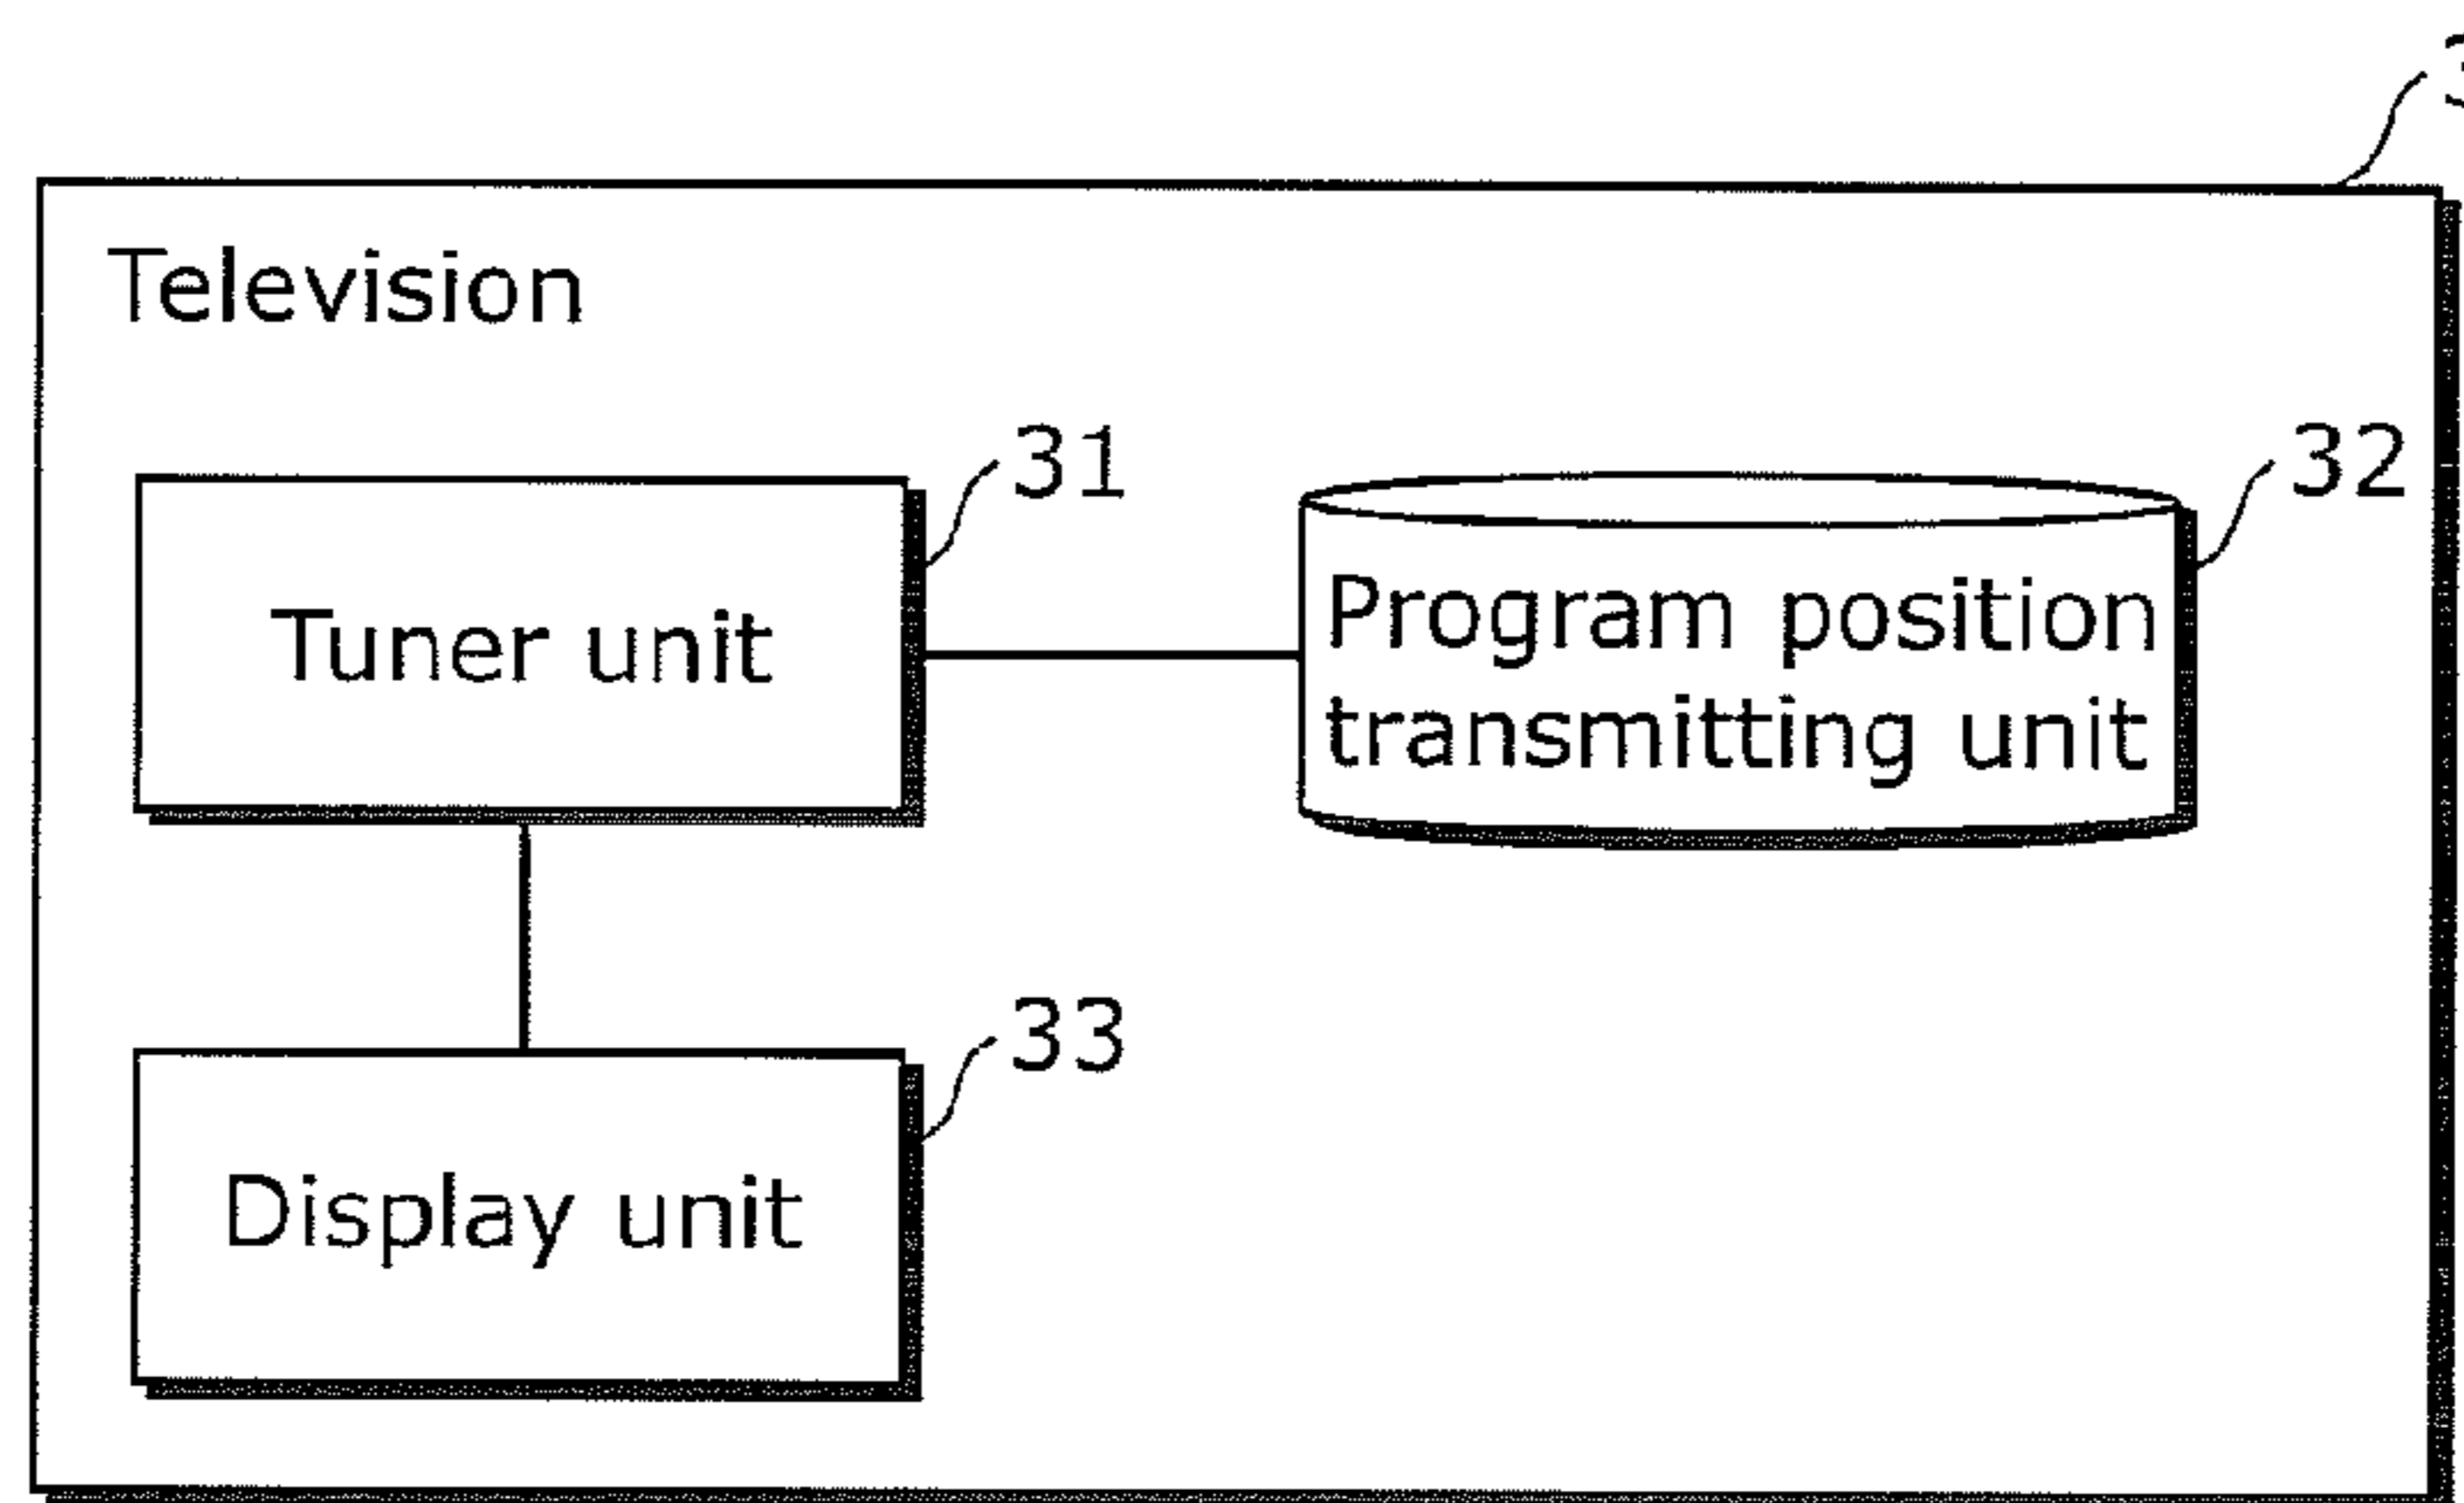 Television
31
32
Tuner unit
Program position
transmitting unit
33
Display unit